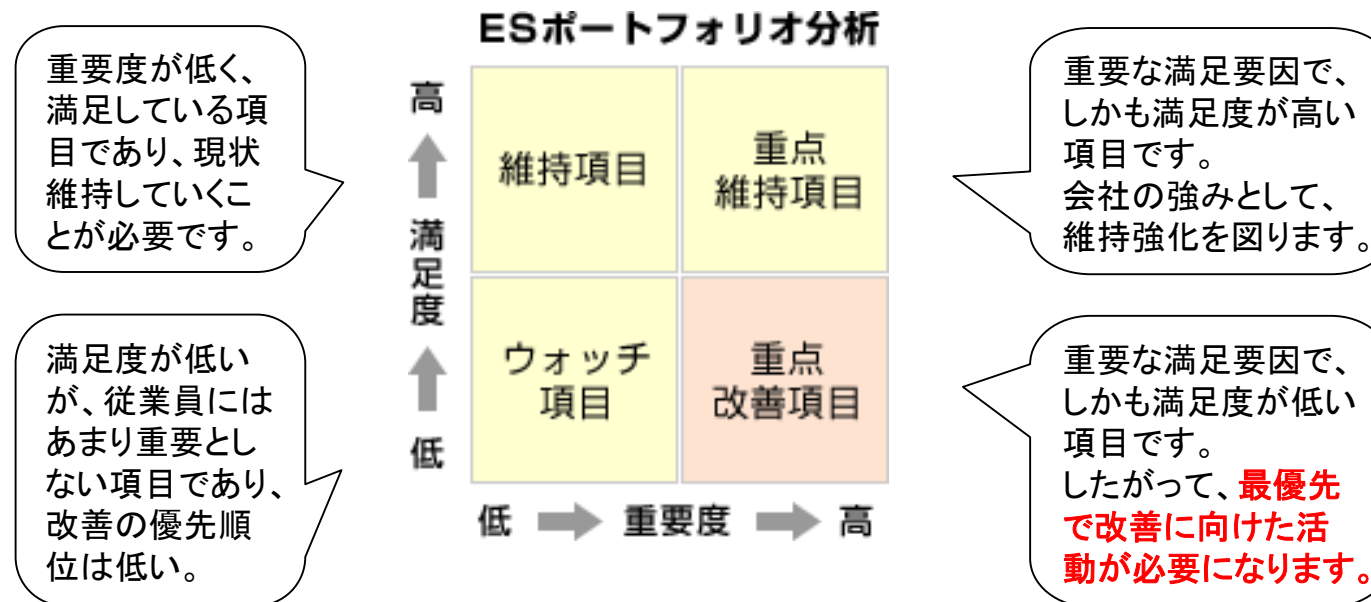 ESポートフォリオ分析
重要度が低く、
満足している項
目であり、現状
維持していくこ
とが必要です。
満足度が低い
が、従業員には
あまり重要とし
ない項目であり、
改善の優先順
位は低い。
高
満足度
低
維持項目
重点
維持項目
ウォッチ
項目
重点
改善項目
低 重要度 高
重要な満足要因で、
しかも満足度が高い
項目です。
会社の強みとして、
維持強化を図ります。
重要な満足要因で、
しかも満足度が低い
項目です。
したがって、最優先
で改善に向けた活
動が必要になります。